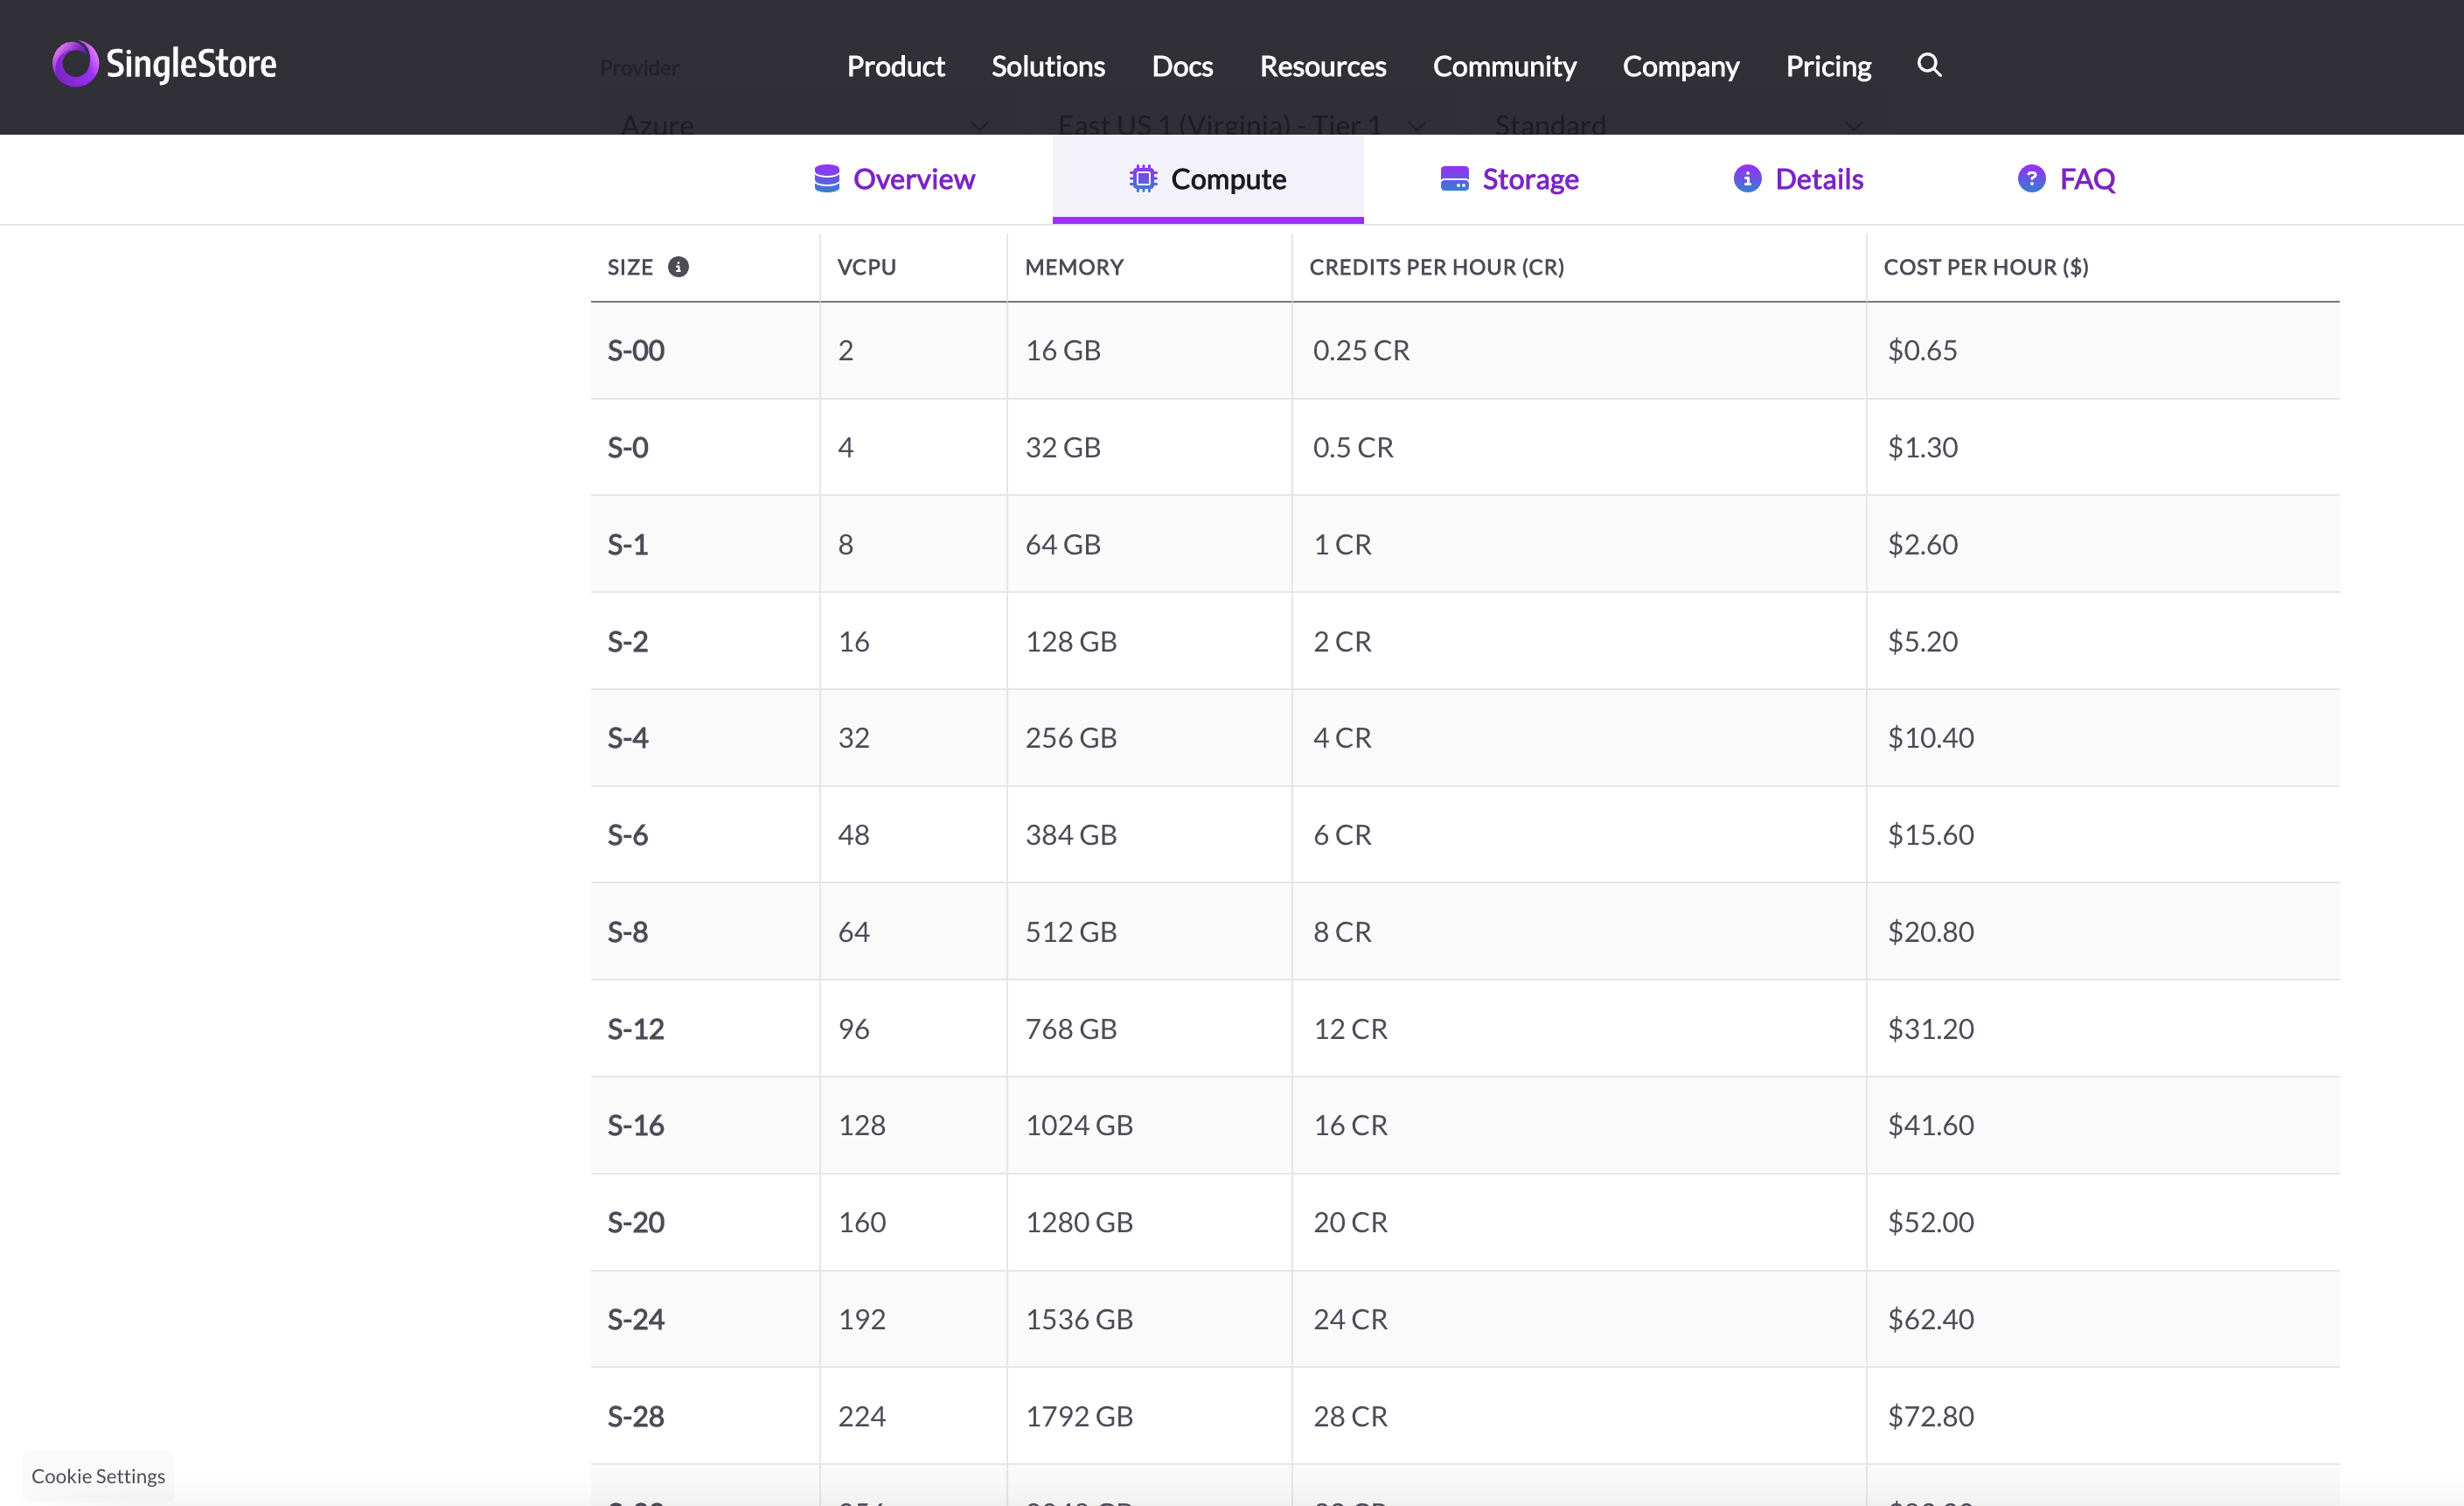 SingleStore
Provider
Product Solutions Docs Resources Community Company Pricing
Azure East US 1 (Virginia) - Tier 1 Standard
Overview Compute Storage Details FAQ
SIZE VCPU MEMORY CREDITS PER HOUR (CR) COST PER HOUR ($)
S-00 2 16 GB 0.25 CR $0.65
S-0 4 32 GB 0.5 CR $1.30
S-1 8 64 GB 1 CR $2.60
S-2 16 128 GB 2 CR $5.20
S-4 32 256 GB 4 CR $10.40
S-6 48 384 GB 6 CR $15.60
S-8 64 512 GB 8 CR $20.80
S-12 96 768 GB 12 CR $31.20
S-16 128 1024 GB 16 CR $41.60
S-20 160 1280 GB 20 CR $52.00
S-24 192 1536 GB 24 CR $62.40
S-28 224 1792 GB 28 CR $72.80
Cookie Settings